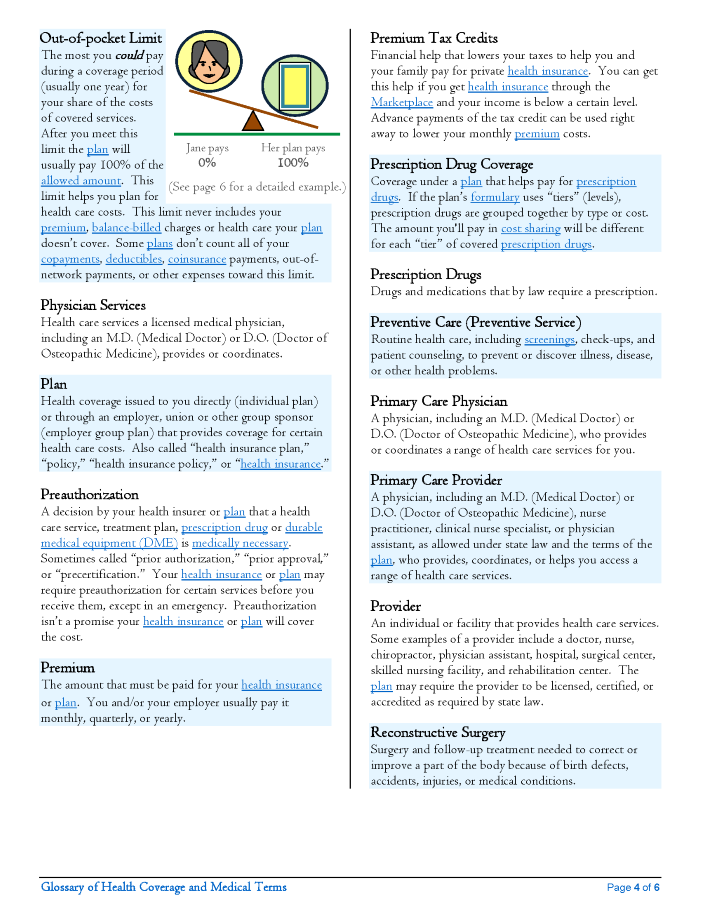 Out-of-pocket Limit
The most you could pay
during a coverage period
(usually one year) for
your share of the costs
of covered services.
After you meet this
limit the plan will
usually pay 100% of the
allowed amount.  This
limit helps you plan for
health care costs.  This limit never includes your
premium, balance-billed charges or health care your plan
doesn't cover.  Some plans don't count all of your
copayments, deductibles, coinsurance payments, out-of-
network payments, or other expenses toward this limit.
Jane pays
0%
Her plan pays
100%
(See page 6 for a detailed example.)
Physician Services
Health care services a licensed medical physician,
including an M.D. (Medical Doctor) or D.O. (Doctor of
Osteopathic Medicine), provides or coordinates.
Plan
Health coverage issued to you directly (individual plan)
or through an employer, union or other group sponsor
(employer group plan) that provides coverage for certain
health care costs.  Also called “health insurance plan,”
“policy,” “health insurance policy,” or “health insurance.”
Preauthorization
A decision by your health insurer or plan that a health
care service, treatment plan, prescription drug or durable
medical equipment (DME) is medically necessary.
Sometimes called “prior authorization,” “prior approval,”
or “precertification.”  Your health insurance or plan may
require preauthorization for certain services before you
receive them, except in an emergency.  Preauthorization
isn't a promise your health insurance or plan will cover
the cost.
Premium
The amount that must be paid for your health insurance
or plan.  You and/or your employer usually pay it
monthly, quarterly, or yearly.
Premium Tax Credits
Financial help that lowers your taxes to help you and
your family pay for private health insurance.  You can get
this help if you get health insurance through the
Marketplace and your income is below a certain level.
Advance payments of the tax credit can be used right
away to lower your monthly premium costs.
Prescription Drug Coverage
Coverage under a plan that helps pay for prescription
drugs.  If the plan's formulary uses “tiers” (levels),
prescription drugs are grouped together by type or cost.
The amount you'll pay in cost sharing will be different
for each “tier” of covered prescription drugs.
Prescription Drugs
Drugs and medications that by law require a prescription.
Preventive Care (Preventive Service)
Routine health care, including screenings, check-ups, and
patient counseling, to prevent or discover illness, disease,
or other health problems.
Primary Care Physician
A physician, including an M.D. (Medical Doctor) or
D.O. (Doctor of Osteopathic Medicine), who provides
or coordinates a range of health care services for you.
Primary Care Provider
A physician, including an M.D. (Medical Doctor) or
D.O. (Doctor of Osteopathic Medicine), nurse
practitioner, clinical nurse specialist, or physician
assistant, as allowed under state law and the terms of the
plan, who provides, coordinates, or helps you access a
range of health care services.
Provider
An individual or facility that provides health care services.
Some examples of a provider include a doctor, nurse,
chiropractor, physician assistant, hospital, surgical center,
skilled nursing facility, and rehabilitation center.  The
plan may require the provider to be licensed, certified, or
accredited as required by state law.
Reconstructive Surgery
Surgery and follow-up treatment needed to correct or
improve a part of the body because of birth defects,
accidents, injuries, or medical conditions.
Glossary of Health Coverage and Medical Terms
Page 4 of 6